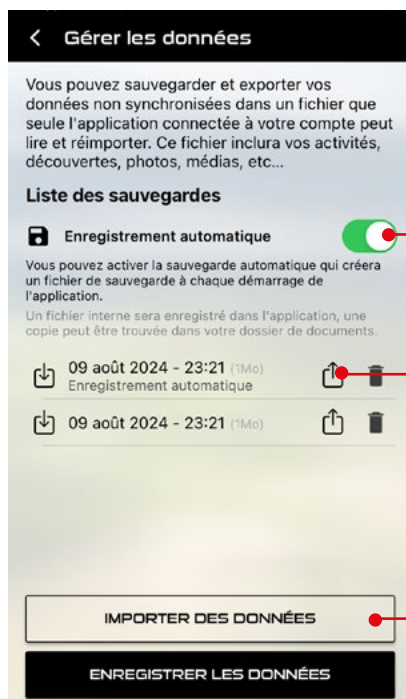 Gérer les données
Vous pouvez sauvegarder et exporter vos
données non synchronisées dans un fichier que
seule l'application connectée à votre compte peut
lire et réimporter. Ce fichier inclura vos activités,
découvertes, photos, médias, etc...
Liste des sauvegardes
Enregistrement automatique
Vous pouvez activer la sauvegarde automatique qui créera
un fichier de sauvegarde à chaque démarrage de
l'application.
Un fichier interne sera enregistré dans l'application, une
copie peut être trouvée dans votre dossier de documents.
09 août 2024 - 23:21 (1Mo)
Enregistrement automatique
09 août 2024 - 23:21 (1Mo)
IMPORTER DES DONNÉES
ENREGISTRER LES DONNÉES